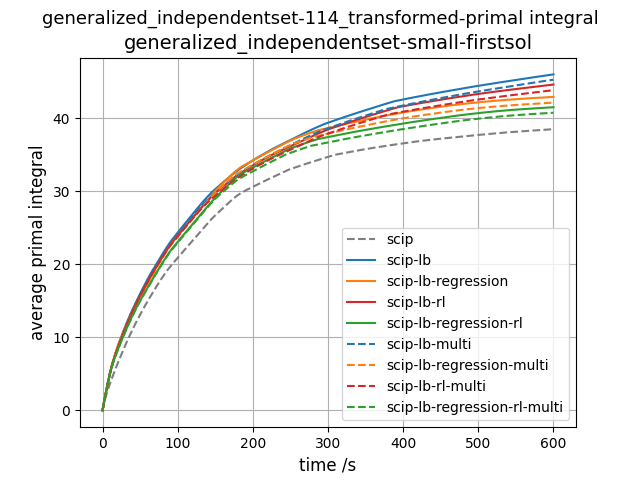 generalized_independentset-114_transformed-primal integral
generalized_independentset-small-firstsol
average primal integral
40
30
20
10
0
scip
scip-lb
scip-lb-regression
scip-lb-rl
scip-lb-regression-rl
scip-lb-multi
scip-lb-regression-multi
scip-lb-rl-multi
scip-lb-regression-rl-multi
0 100 200 300 400 500 600
time /s